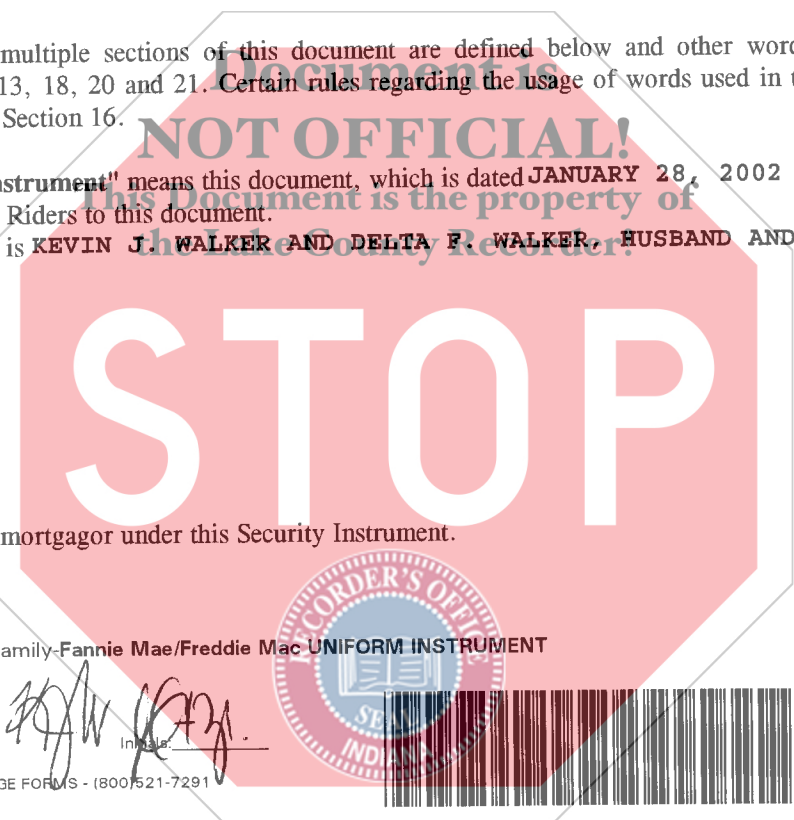 multiple sections of this document are defined below and other word
13, 18, 20 and 21. Certain rules regarding the usage of words used in t
Section 16.
nstrument" means this document, which is dated JANUARY 28, 2002
Riders to this document.
is KEVIN J. WALKER AND DELTA F. WALKER, HUSBAND AND
Document is
NOT OFFICIAL!
This Document is the property of
the Lake County Recorder!
STOP
mortgagor under this Security Instrument.
RECORDER'S OFFICE
SEAL
INDIANA
amily-Fannie Mae/Freddie Mac UNIFORM INSTRUMENT
Initials:
GE FORMS - (800)521-7291